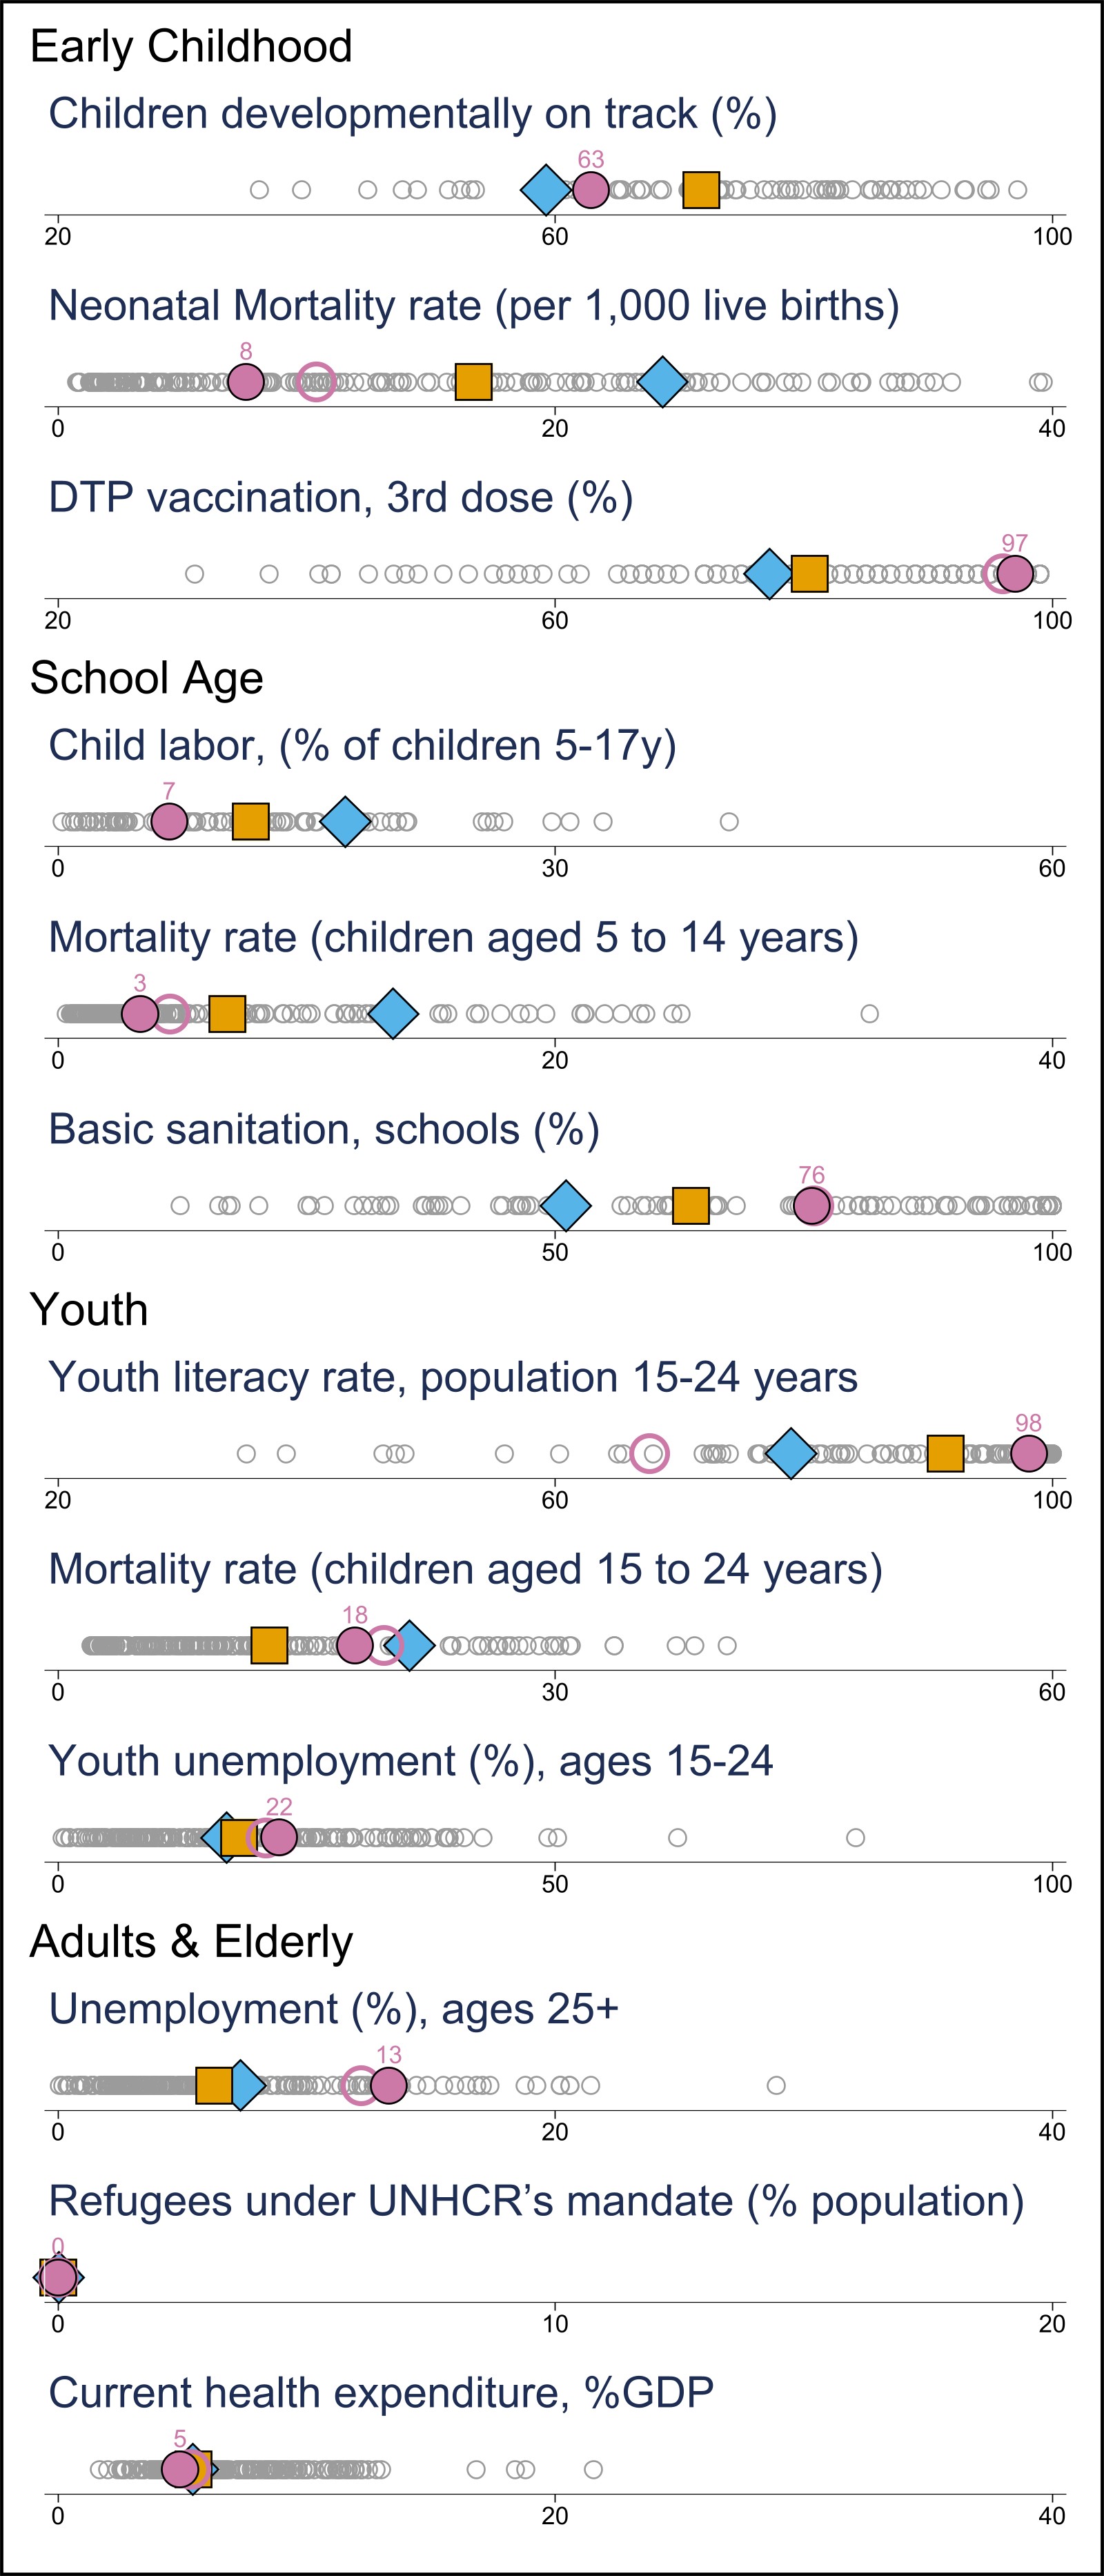 Early Childhood
Children developmentally on track (%)
63
20 60 100
Neonatal Mortality rate (per 1,000 live births)
8
0 20 40
DTP vaccination, 3rd dose (%)
97
20 60 100
School Age
Child labor, (% of children 5-17y)
7
0 30 60
Mortality rate (children aged 5 to 14 years)
3
0 20 40
Basic sanitation, schools (%)
76
0 50 100
Youth
Youth literacy rate, population 15-24 years
98
20 60 100
Mortality rate (children aged 15 to 24 years)
18
0 30 60
Youth unemployment (%), ages 15-24
22
0 50 100
Adults & Elderly
Unemployment (%), ages 25+
13
0 20 40
Refugees under UNHCR’s mandate (% population)
0
0 10 20
Current health expenditure, %GDP
5
0 20 40